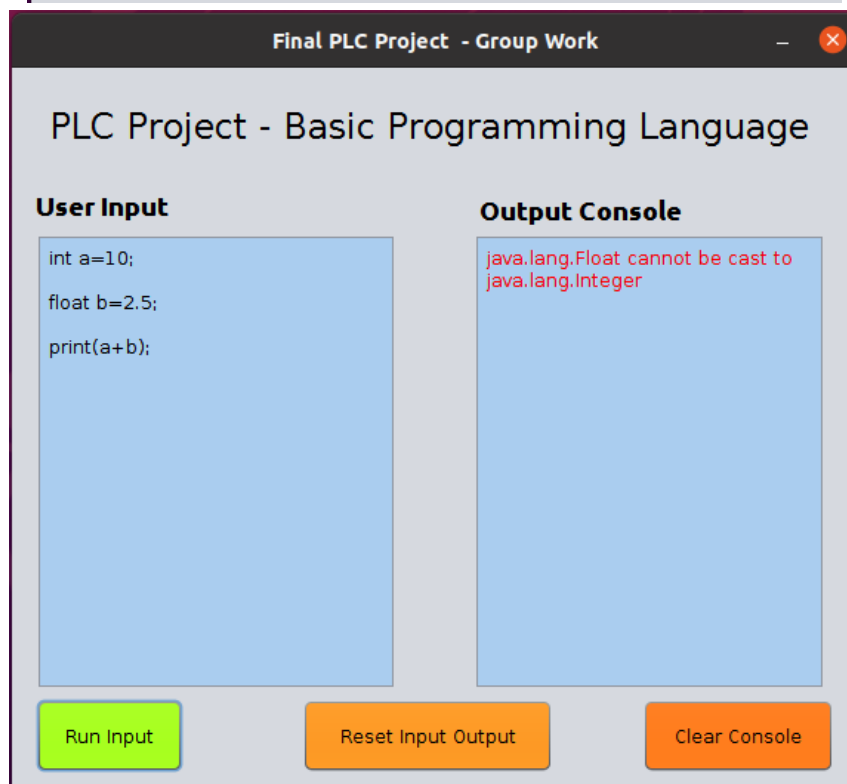 Final PLC Project - Group Work
PLC Project - Basic Programming Language
User Input
Output Console
int a=10;
float b=2.5;
print(a+b);
java.lang.Float cannot be cast to
java.lang.Integer
Run Input
Reset Input Output
Clear Console